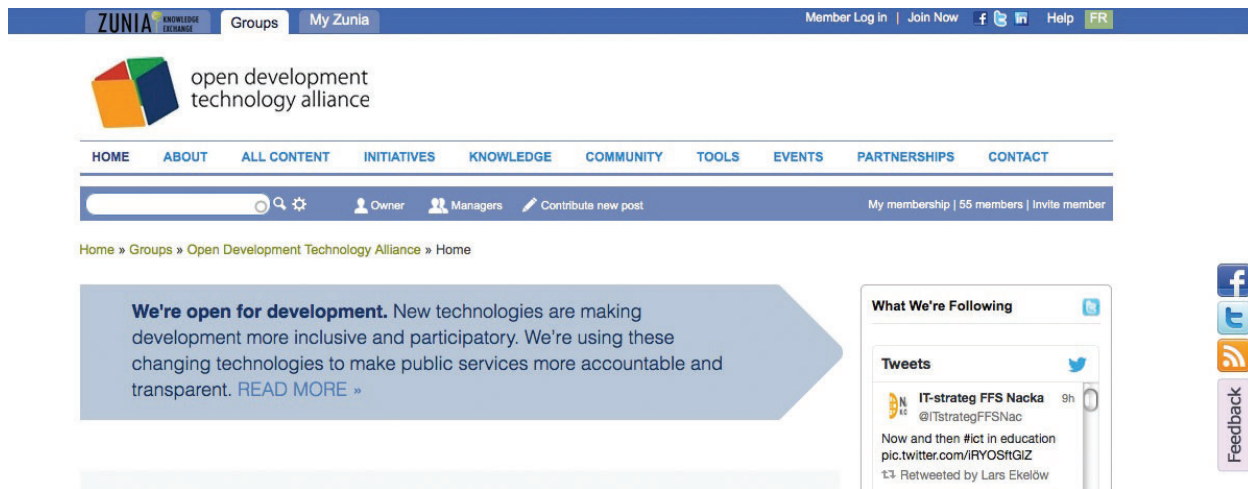 ZUNIA KNOWLEDGE EXCHANGE Groups My Zunia Member Log in | Join Now Help FR
open development
technology alliance
HOME ABOUT ALL CONTENT INITIATIVES KNOWLEDGE COMMUNITY TOOLS EVENTS PARTNERSHIPS CONTACT
Owner Managers Contribute new post My membership | 55 members | Invite member
Home » Groups » Open Development Technology Alliance » Home
We're open for development. New technologies are making
development more inclusive and participatory. We're using these
changing technologies to make public services more accountable and
transparent. READ MORE »
What We're Following
Tweets
IT-strateg FFS Nacka 9h
@ITstrategFFSNac
Now and then #ict in education
pic.twitter.com/iRYOSftGIZ
Retweeted by Lars Ekelöw
Feedback